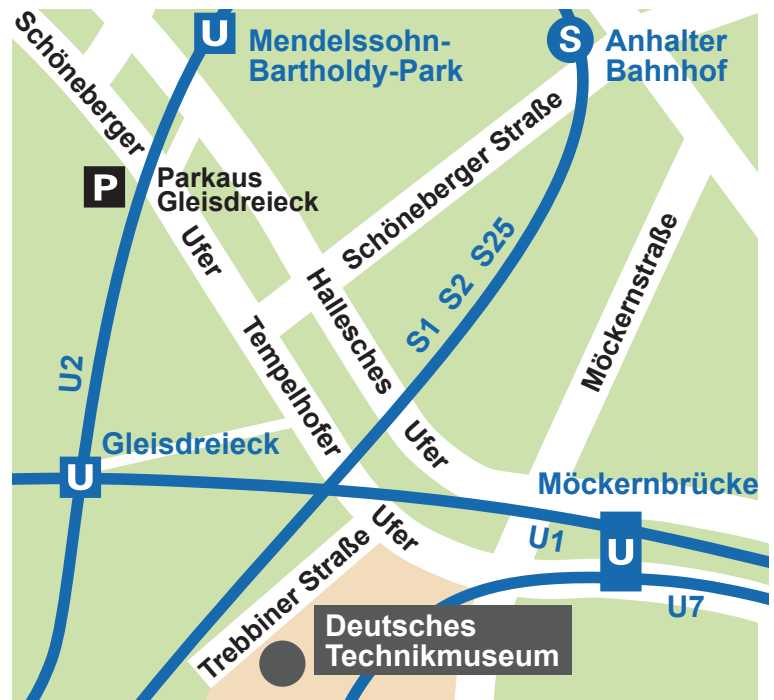 Schöneberger
Ufer
U
Mendelssohn-
Bartholdy-Park
S
Anhalter
Bahnhof
P
Parkaus
Gleisdreieck
Schöneberger Straße
S1 S2 S25
Hallesches
Ufer
Möckernstraße
Tempelhofer
Ufer
U2
Gleisdreieck
U
Möckernbrücke
U
U1
U7
Trebbiner Straße
Deutsches
Technikmuseum